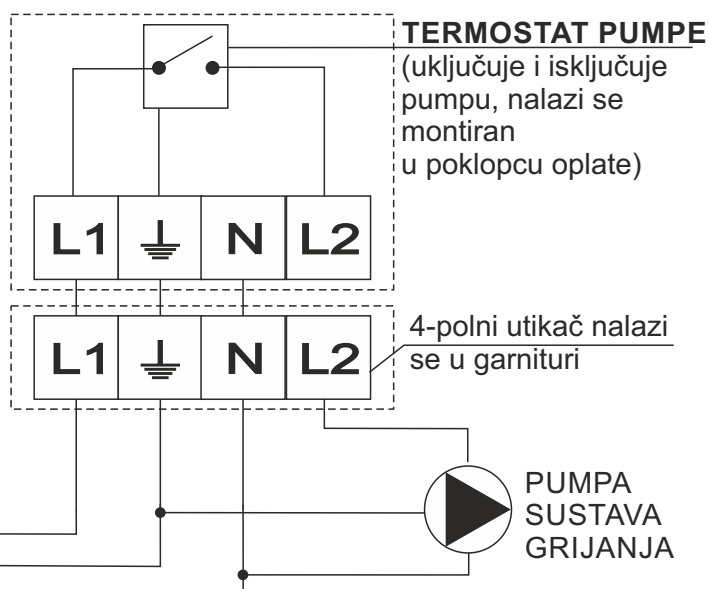 TERMOSTAT PUMPE
(uključuje i isključuje
pumpu, nalazi se
montiran
u poklopcu oplate)
L1 N L2
L1 N L2
4-polni utikač nalazi
se u garnituri
PUMPA
SUSTAVA
GRIJANJA